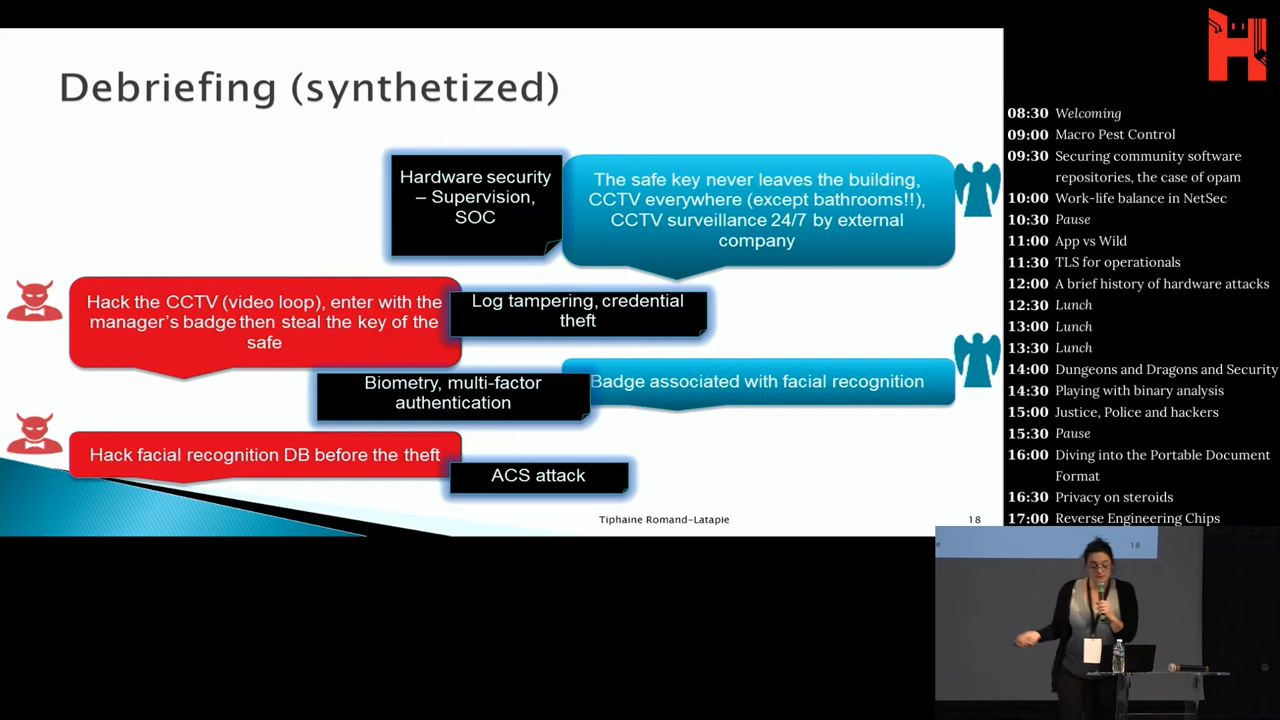 Debriefing (synthetized)
Hardware security
– Supervision,
SOC
The safe key never leaves the building,
CCTV everywhere (except bathrooms!!),
CCTV surveillance 24/7 by external
company
Hack the CCTV (video loop), enter with the
manager's badge then steal the key of the
safe
Log tampering, credential
theft
Biometry, multi-factor
authentication
Badge associated with facial recognition
Hack facial recognition DB before the theft
ACS attack
Tiphaine Romand-Latapie
18
08:30 Welcoming
09:00 Macro Pest Control
09:30 Securing community software
repositories, the case of opam
10:00 Work-life balance in NetSec
10:30 Pause
11:00 App vs Wild
11:30 TLS for operationals
12:00 A brief history of hardware attacks
12:30 Lunch
13:00 Lunch
13:30 Lunch
14:00 Dungeons and Dragons and Security
14:30 Playing with binary analysis
15:00 Justice, Police and hackers
15:30 Pause
16:00 Diving into the Portable Document
Format
16:30 Privacy on steroids
17:00 Reverse Engineering Chips
18